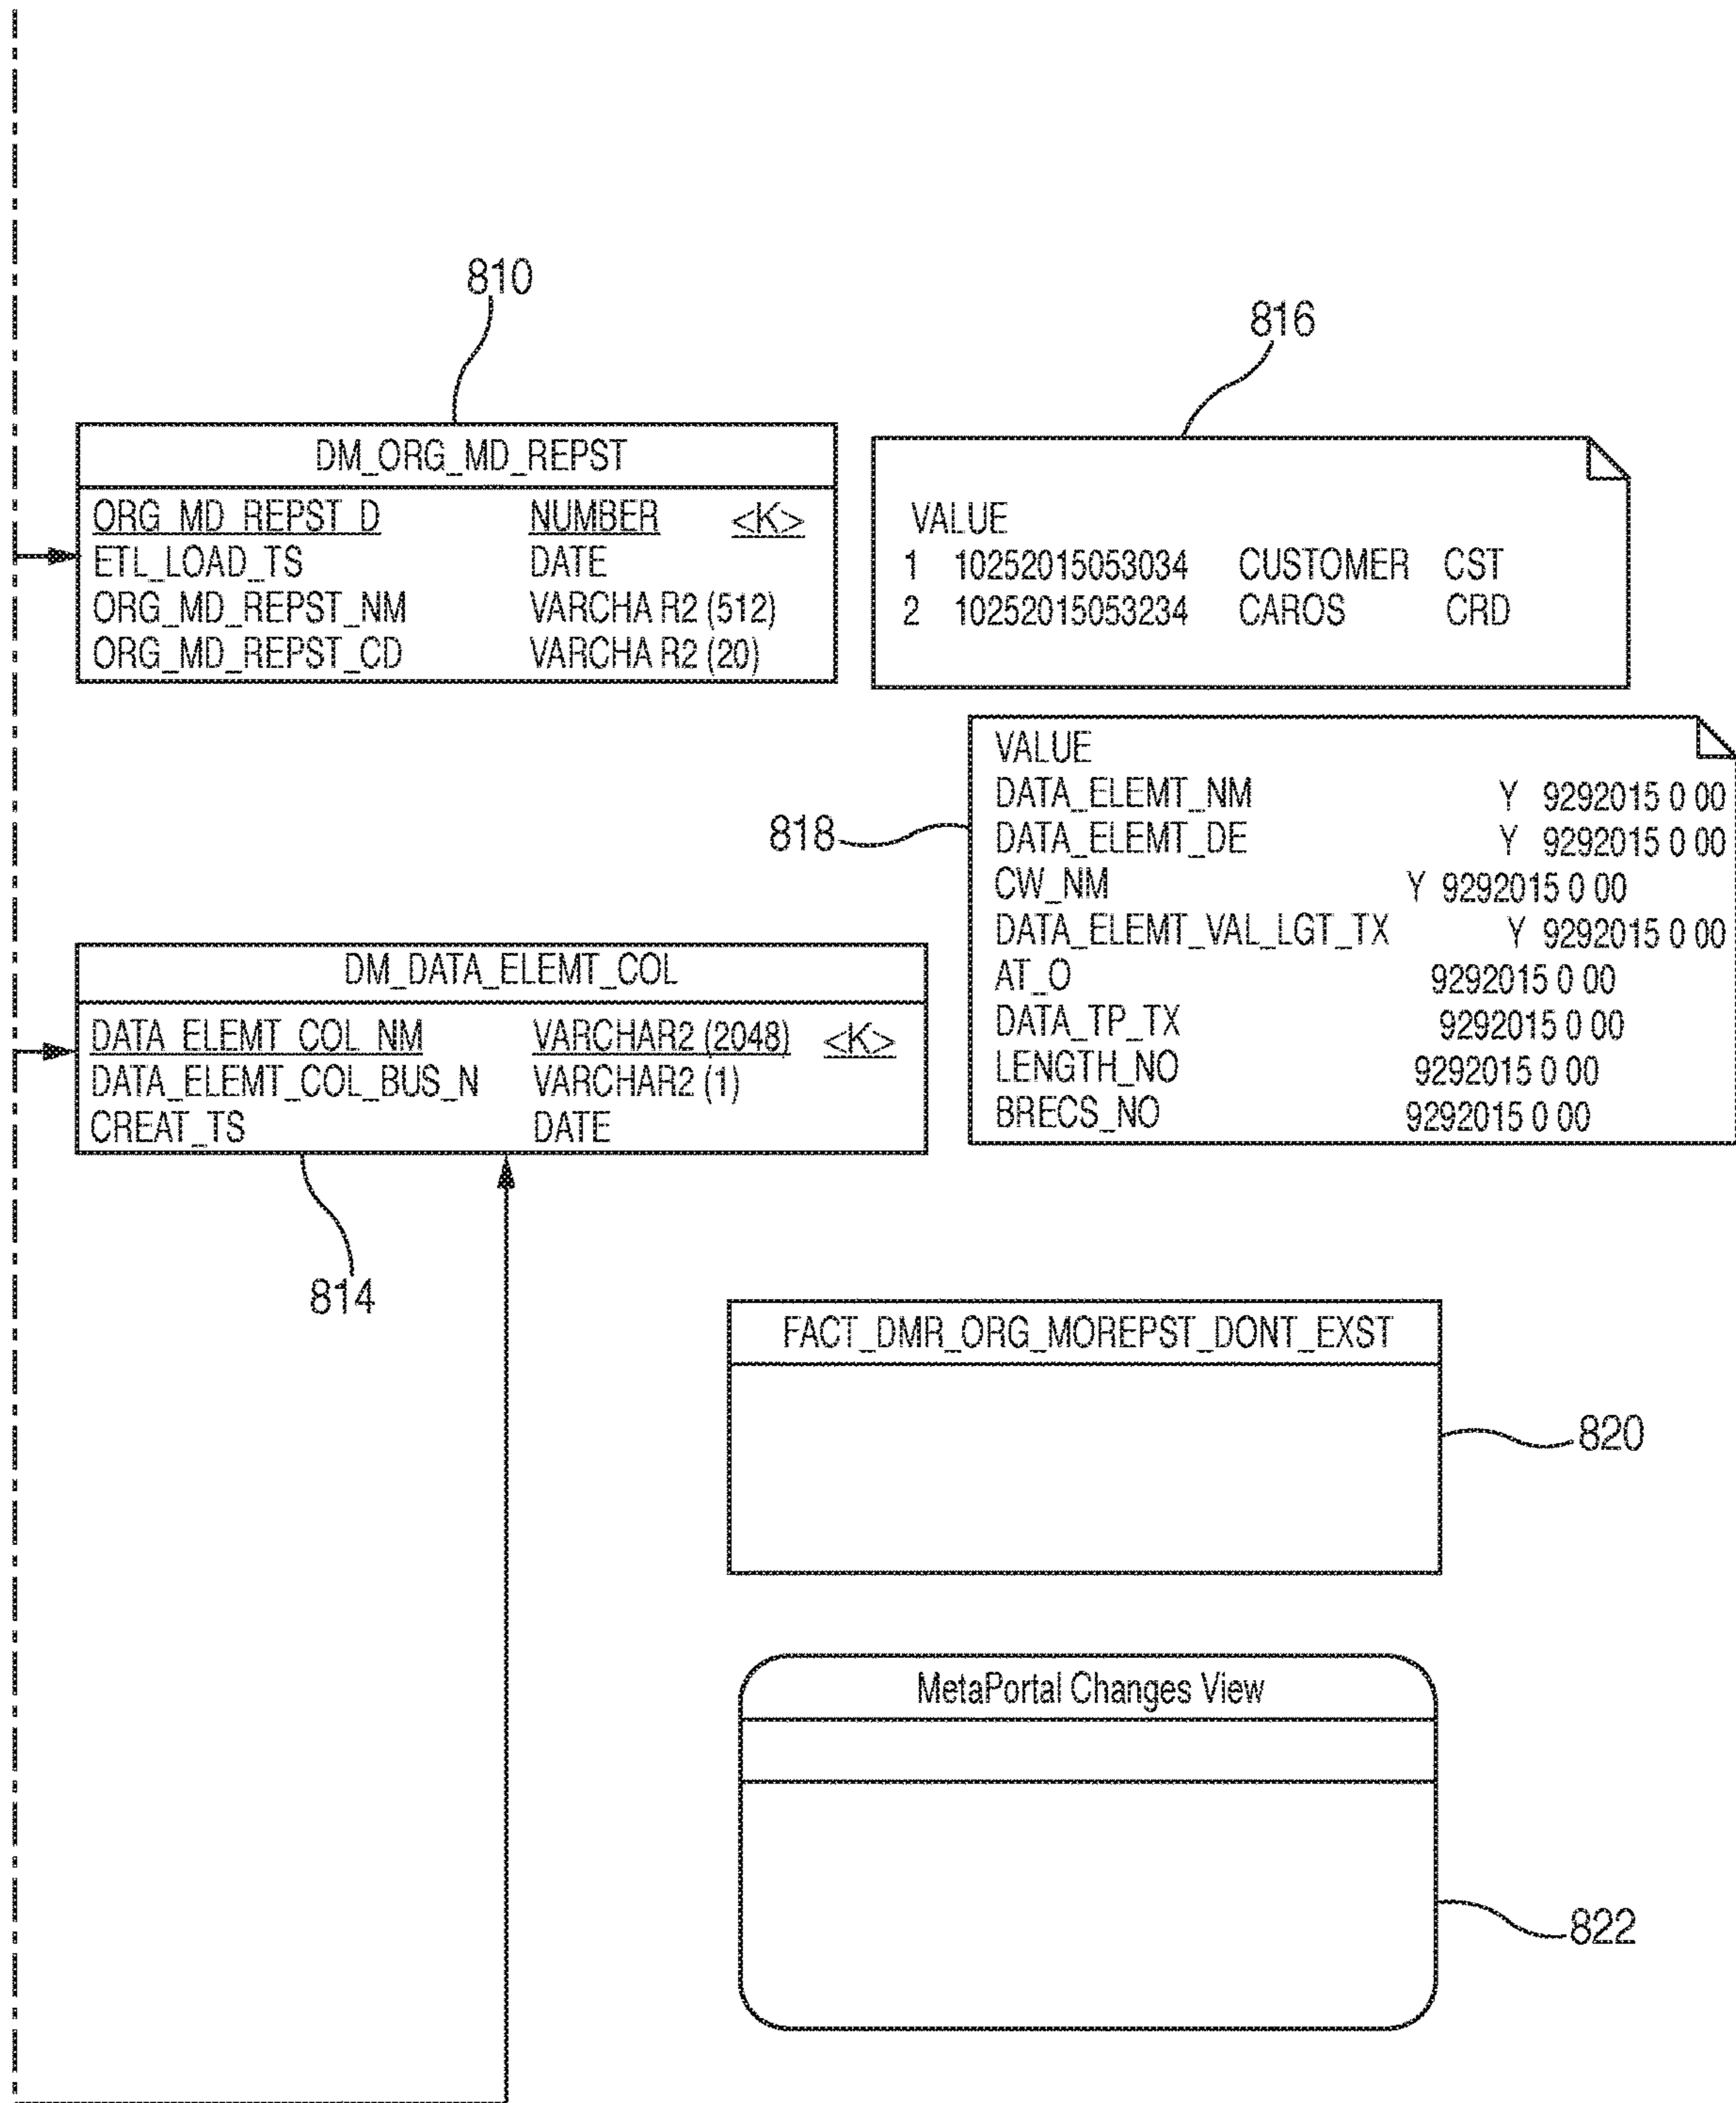 810
816
DM_ORG_MD_REPST
ORG_MD_REPST_D NUMBER <K>
ETL_LOAD_TS DATE
ORG_MD_REPST_NM VARCHA R2 (512)
ORG_MD_REPST_CD VARCHA R2 (20)
VALUE
1 10252015053034 CUSTOMER CST
2 10252015053234 CAROS CRD
818
VALUE
DATA_ELEMT_NM Y 9292015 0 00
DATA_ELEMT_DE Y 9292015 0 00
CW_NM Y 9292015 0 00
DATA_ELEMT_VAL_LGT_TX Y 9292015 0 00
AT_O 9292015 0 00
DATA_TP_TX 9292015 0 00
LENGTH_NO 9292015 0 00
BRECS_NO 9292015 0 00
DM_DATA_ELEMT_COL
DATA_ELEMT_COL_NM VARCHAR2 (2048) <K>
DATA_ELEMT_COL_BUS_N VARCHAR2 (1)
CREAT_TS DATE
814
FACT_DMR_ORG_MOREPST_DONT_EXST
820
MetaPortal Changes View
822